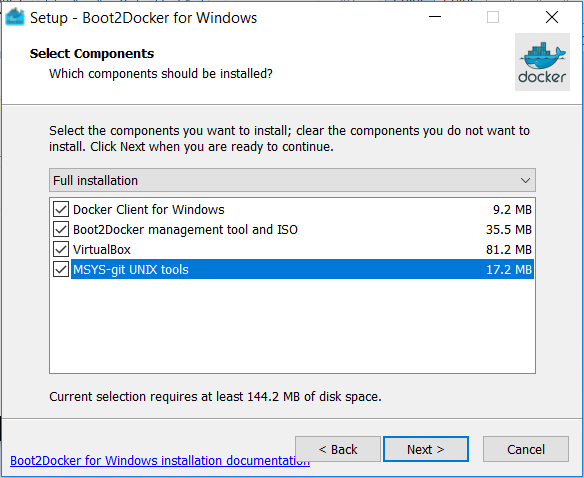 Setup - Boot2Docker for Windows
Select Components
Which components should be installed?
docker
Select the components you want to install; clear the components you do not want to
install. Click Next when you are ready to continue.
Full installation
Docker Client for Windows 9.2 MB
Boot2Docker management tool and ISO 35.5 MB
VirtualBox 81.2 MB
MSYS-git UNIX tools 17.2 MB
Current selection requires at least 144.2 MB of disk space.
< Back Next > Cancel
Boot2Docker for Windows installation documentation